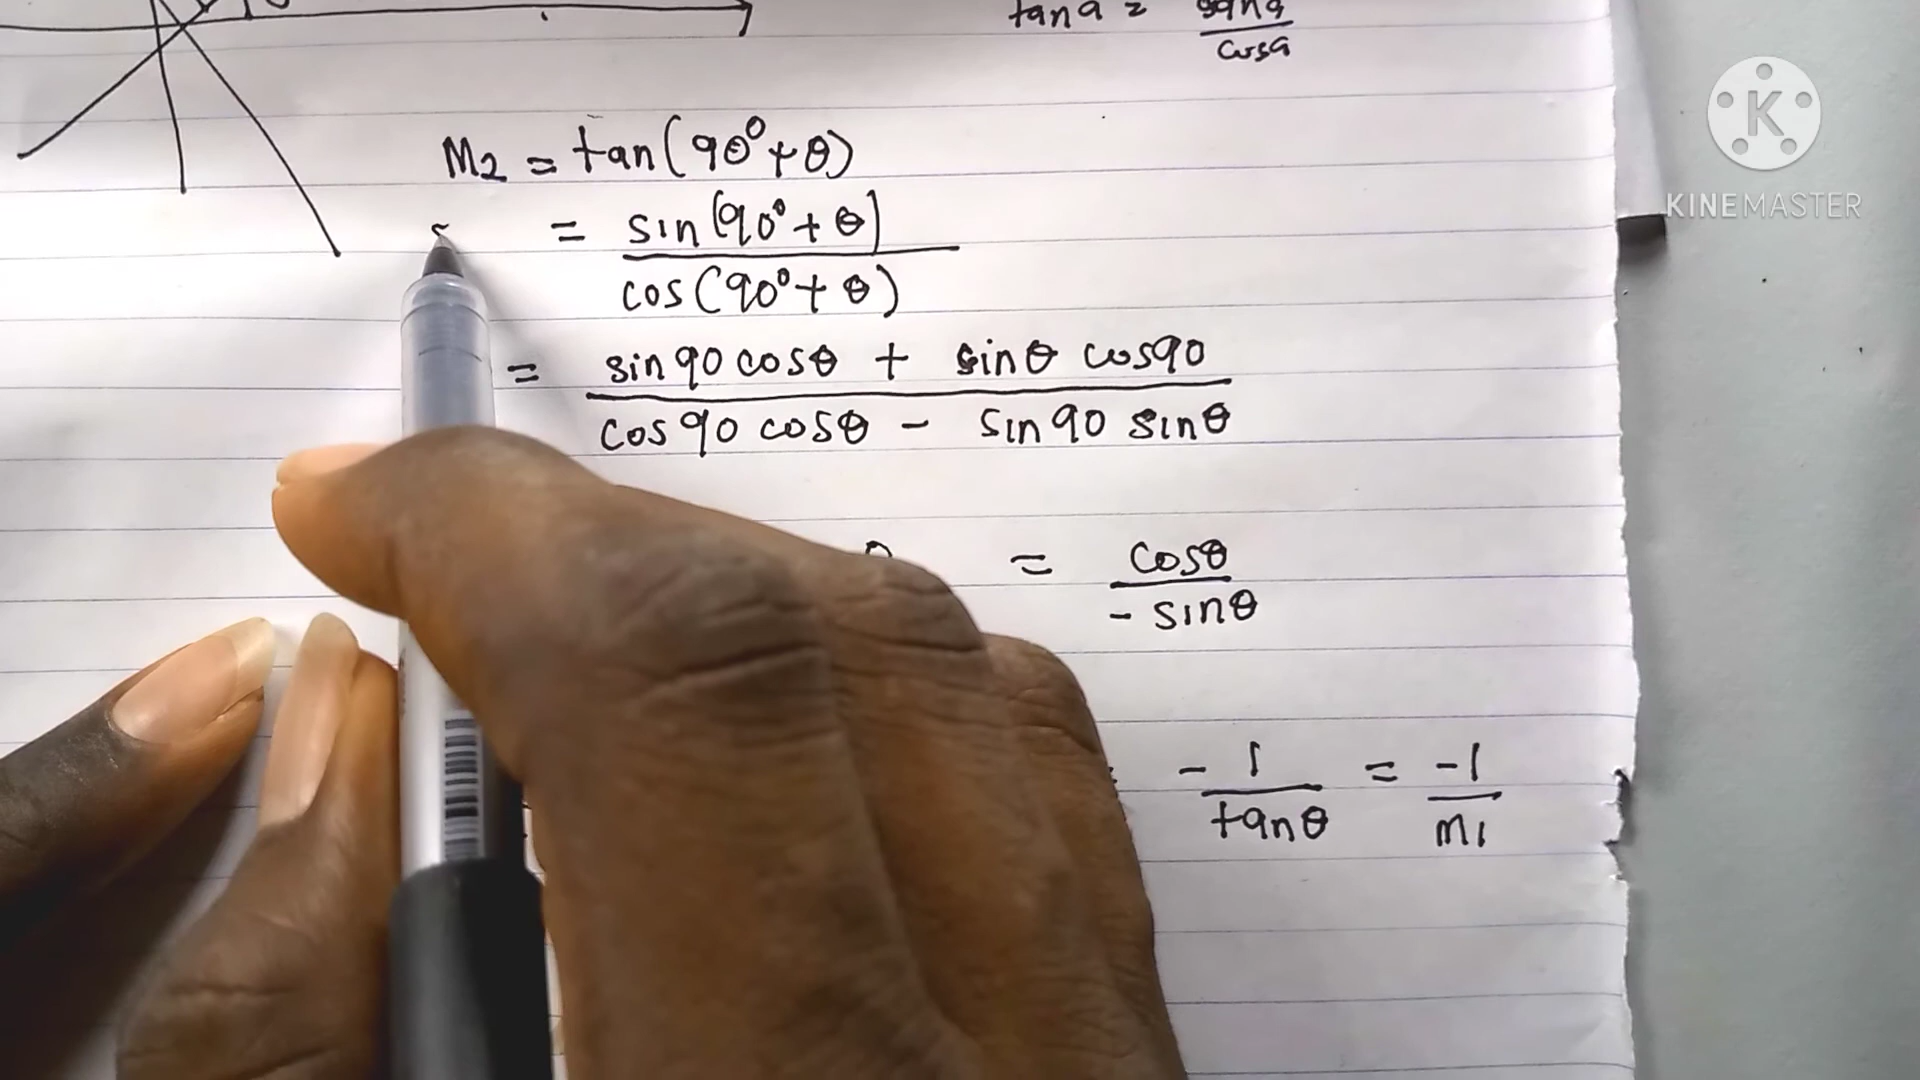 tan a =
cos a
M2 = tan(90° + θ)
= sin(90° + θ)
cos(90° + θ)
= sin 90 cos θ + sin θ cos 90
cos 90 cos θ - sin 90 sin θ
= cos θ
- sin θ
- 1 = -1
tan θ m1
K
KINEMASTER